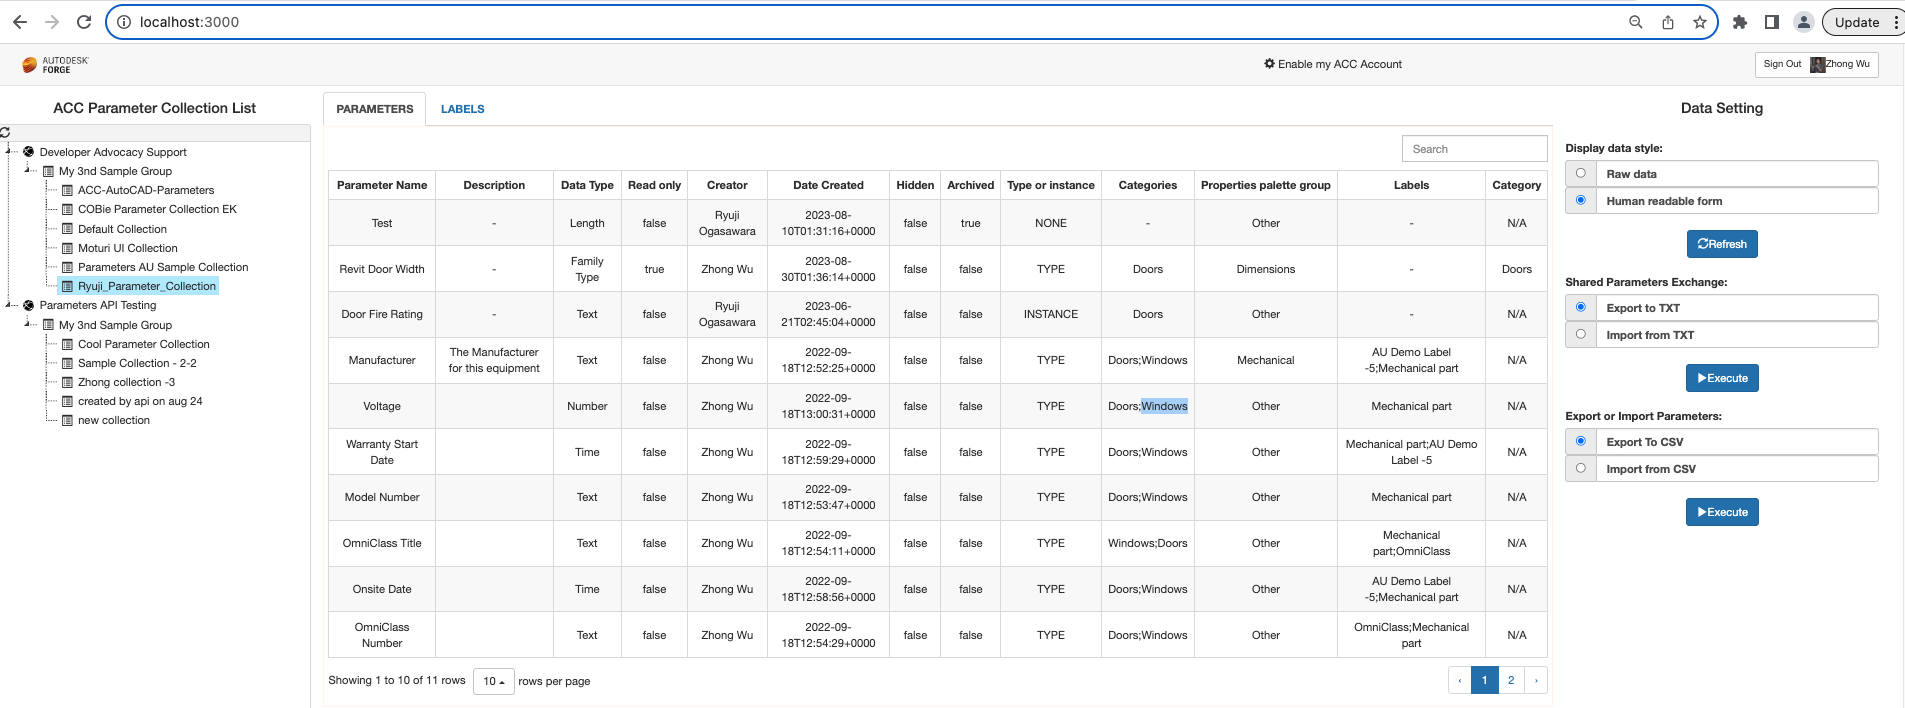 localhost:3000
Update
AUTODESK
FORGE
Enable my ACC Account
Sign Out Zhong Wu
ACC Parameter Collection List
Developer Advocacy Support
My 3nd Sample Group
ACC-AutoCAD-Parameters
COBie Parameter Collection EK
Default Collection
Moturi UI Collection
Parameters AU Sample Collection
Ryuji_Parameter_Collection
Parameters API Testing
My 3nd Sample Group
Cool Parameter Collection
Sample Collection - 2-2
Zhong collection -3
created by api on aug 24
new collection
PARAMETERS LABELS
Search
Parameter Name Description Data Type Read only Creator Date Created Hidden Archived Type or instance Categories Properties palette group Labels Category
Test - Length false Ryuji Ogasawara 2023-08-10T01:31:16+0000 false true NONE - Other - N/A
Revit Door Width - Family Type true Zhong Wu 2023-08-30T01:36:14+0000 false false TYPE Doors Dimensions - Doors
Door Fire Rating - Text false Ryuji Ogasawara 2023-06-21T02:45:04+0000 false false INSTANCE Doors Other - N/A
Manufacturer The Manufacturer for this equipment Text false Zhong Wu 2022-09-18T12:52:25+0000 false false TYPE Doors;Windows Mechanical AU Demo Label -5;Mechanical part N/A
Voltage Number false Zhong Wu 2022-09-18T13:00:31+0000 false false TYPE Doors;Windows Other Mechanical part N/A
Warranty Start Date Time false Zhong Wu 2022-09-18T12:59:29+0000 false false TYPE Doors;Windows Other Mechanical part;AU Demo Label -5 N/A
Model Number Text false Zhong Wu 2022-09-18T12:53:47+0000 false false TYPE Doors;Windows Other Mechanical part N/A
OmniClass Title Text false Zhong Wu 2022-09-18T12:54:11+0000 false false TYPE Windows;Doors Other Mechanical part;OmniClass N/A
Onsite Date Time false Zhong Wu 2022-09-18T12:58:56+0000 false false TYPE Doors;Windows Other AU Demo Label -5;Mechanical part N/A
OmniClass Number Text false Zhong Wu 2022-09-18T12:54:29+0000 false false TYPE Doors;Windows Other OmniClass;Mechanical part N/A
Showing 1 to 10 of 11 rows 10 rows per page
‹ 1 2 ›
Data Setting
Display data style:
Raw data
Human readable form
Refresh
Shared Parameters Exchange:
Export to TXT
Import from TXT
Execute
Export or Import Parameters:
Export To CSV
Import from CSV
Execute